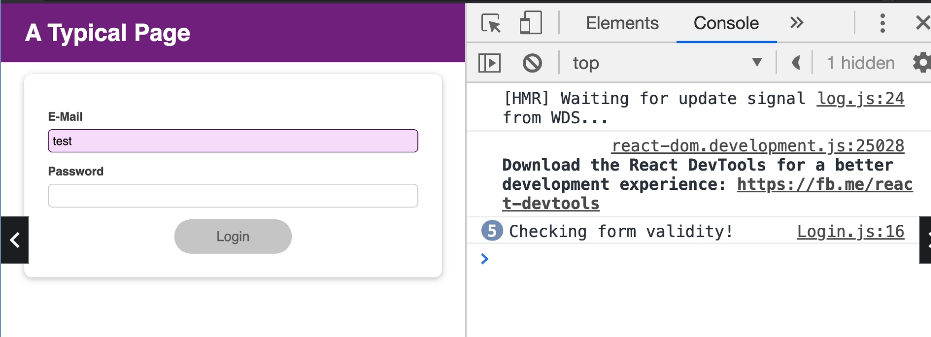 A Typical Page
E-Mail
test
Password
Login
Elements Console
top 1 hidden
[HMR] Waiting for update signal log.js:24
from WDS...
react-dom.development.js:25028
Download the React DevTools for a better
development experience: https://fb.me/reac
t-devtools
5 Checking form validity! Login.js:16